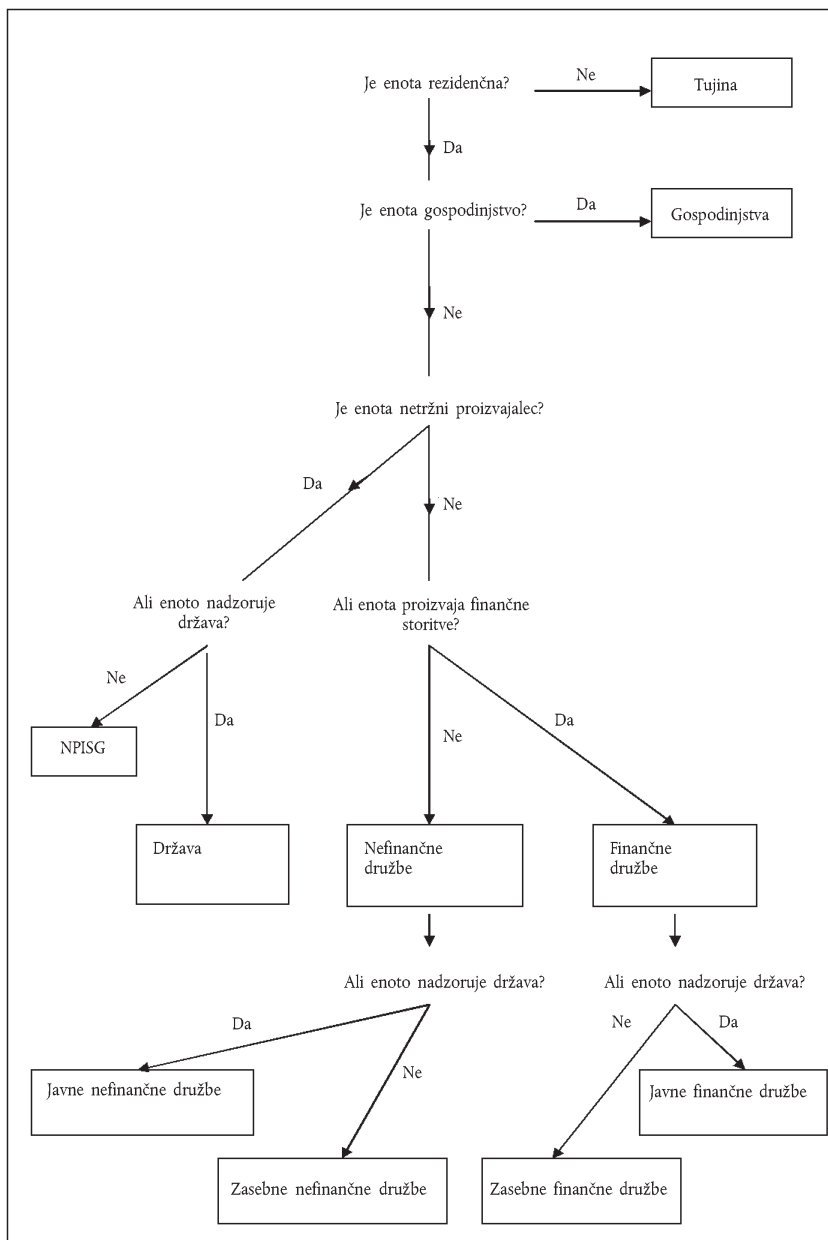 Je enota rezidenčna?
Ne
Tujina
Da
Je enota gospodinjstvo?
Da
Gospodinjstva
Ne
Je enota netržni proizvajalec?
Da
Ne
Ali enoto nadzoruje
država?
Ali enota proizvaja finančne
storitve?
Ne
Da
Ne
Da
NPISG
Država
Nefinančne
družbe
Finančne
družbe
Ali enoto nadzoruje država?
Ali enoto nadzoruje država?
Da
Ne
Ne
Da
Javne nefinančne družbe
Javne finančne družbe
Zasebne nefinančne družbe
Zasebne finančne družbe